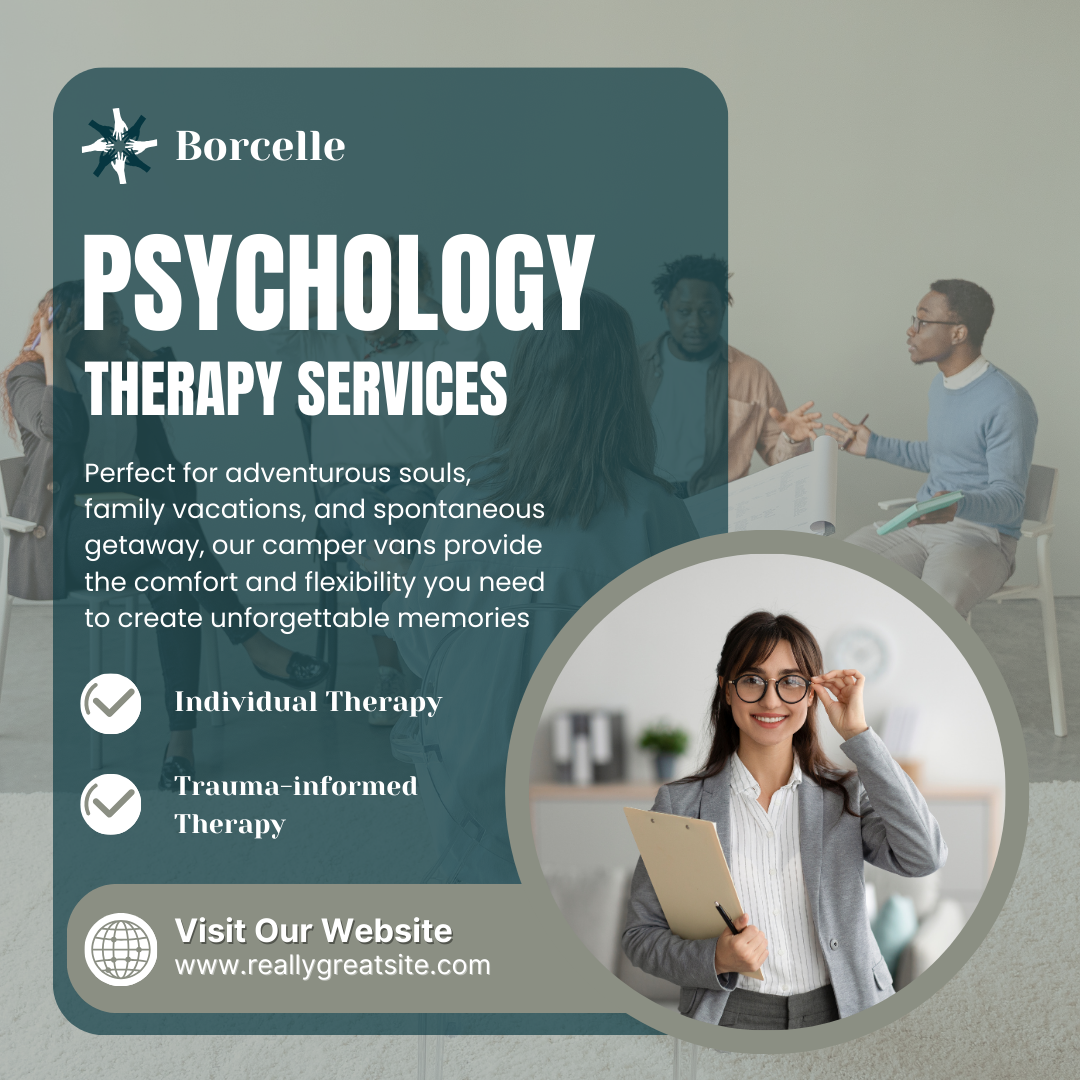 Borcelle
PSYCHOLOGY
THERAPY SERVICES
Perfect for adventurous souls,
family vacations, and spontaneous
getaway, our camper vans provide
the comfort and flexibility you need
to create unforgettable memories
Individual Therapy
Trauma-informed
Therapy
Visit Our Website
www.reallygreatsite.com